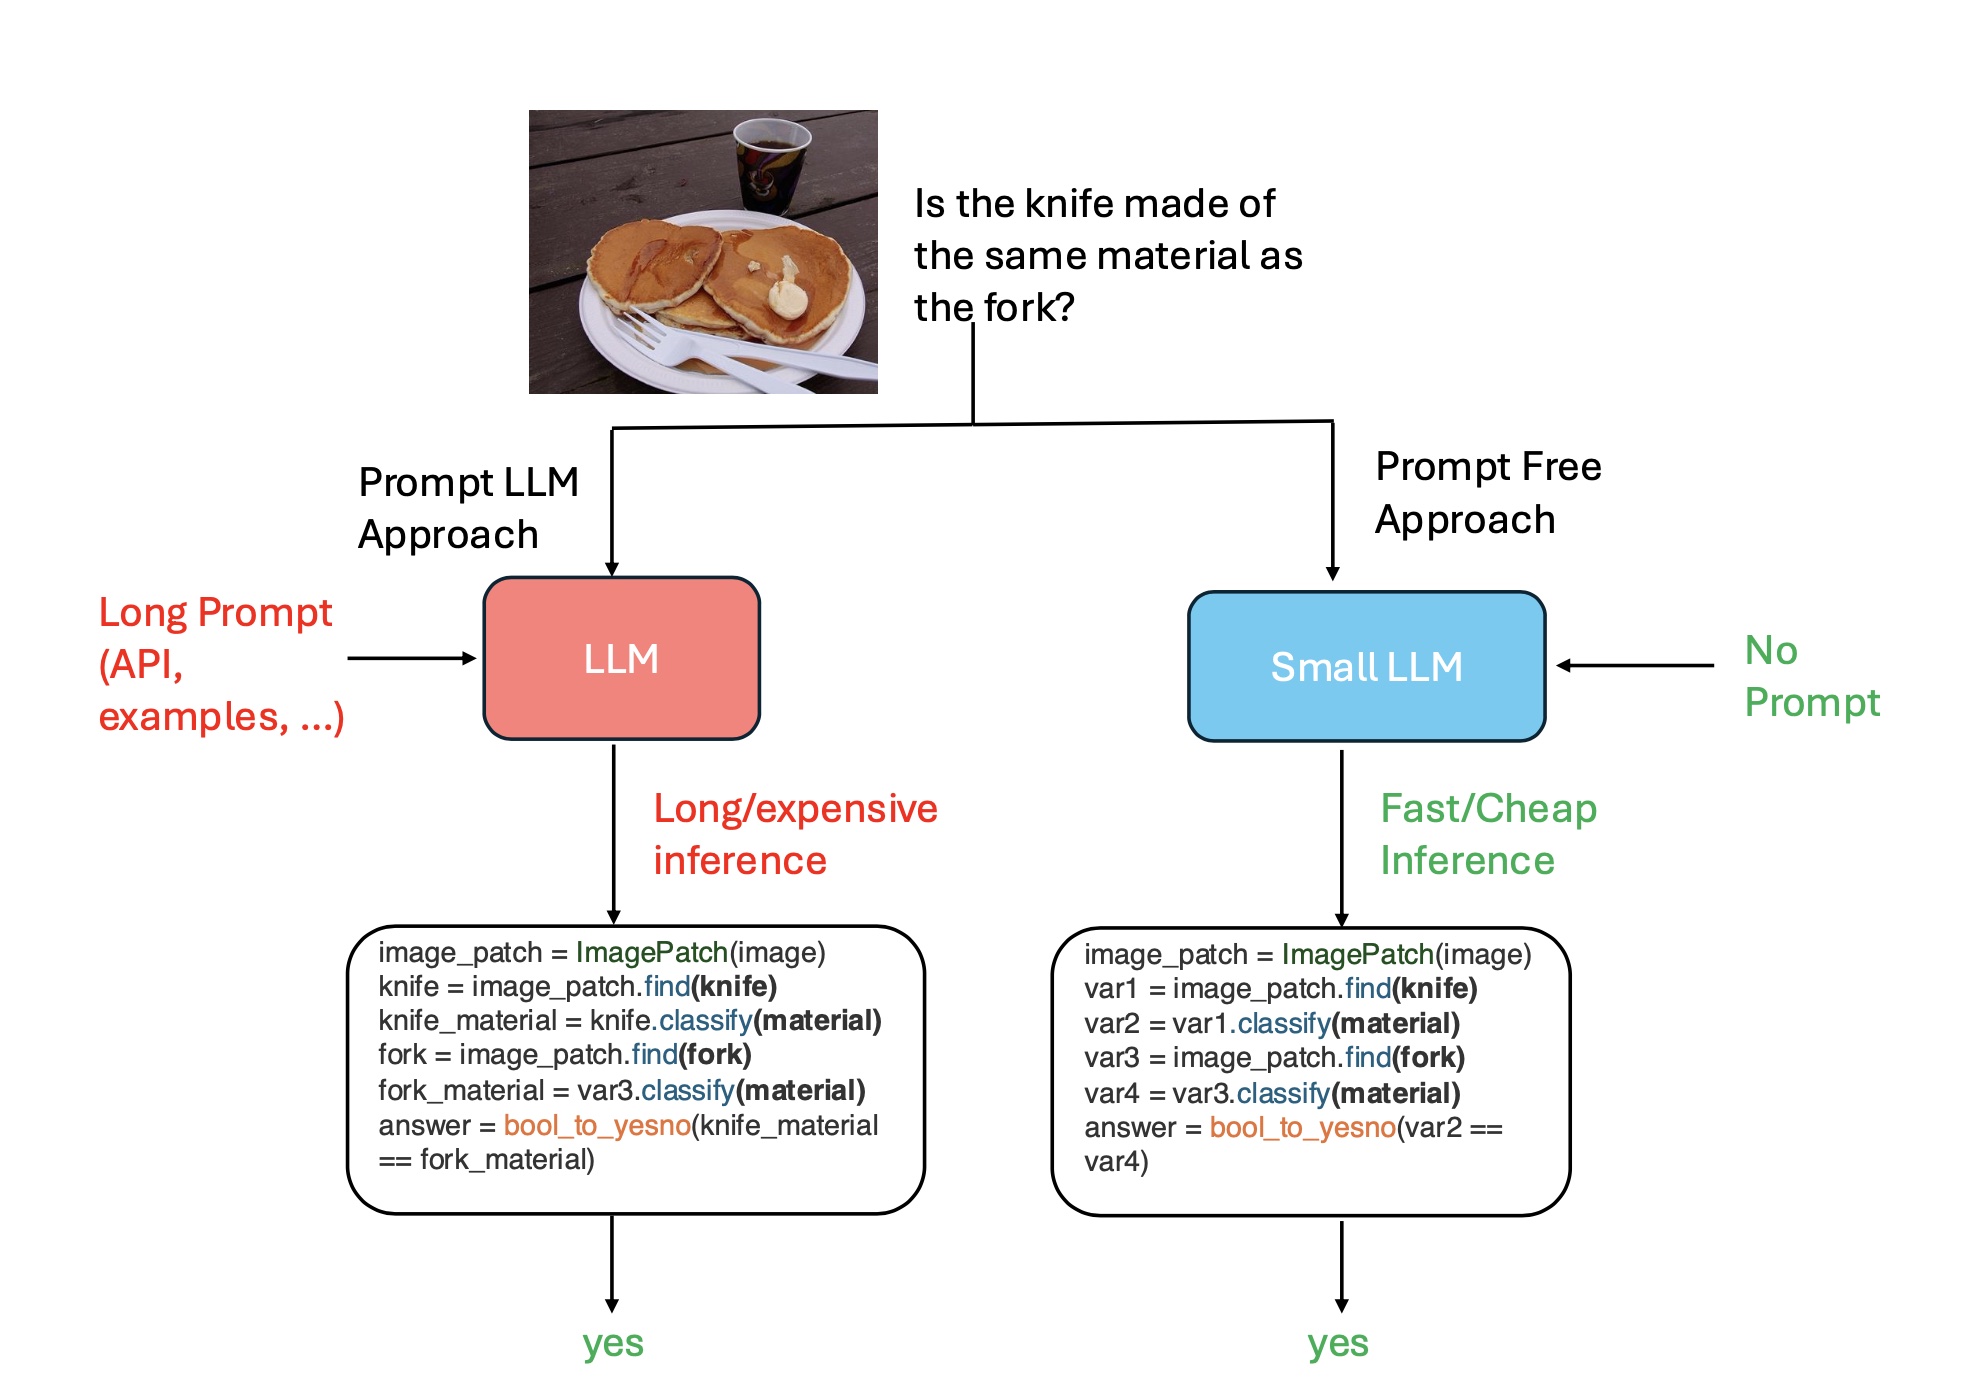 Is the knife made of
the same material as
the fork?
Prompt LLM
Approach
Prompt Free
Approach
Long Prompt
(API,
examples, ...)
LLM
Small LLM
No
Prompt
Long/expensive
inference
Fast/Cheap
Inference
image_patch = ImagePatch(image)
knife = image_patch.find(knife)
knife_material = knife.classify(material)
fork = image_patch.find(fork)
fork_material = var3.classify(material)
answer = bool_to_yesno(knife_material
== fork_material)
image_patch = ImagePatch(image)
var1 = image_patch.find(knife)
var2 = var1.classify(material)
var3 = image_patch.find(fork)
var4 = var3.classify(material)
answer = bool_to_yesno(var2 ==
var4)
yes
yes